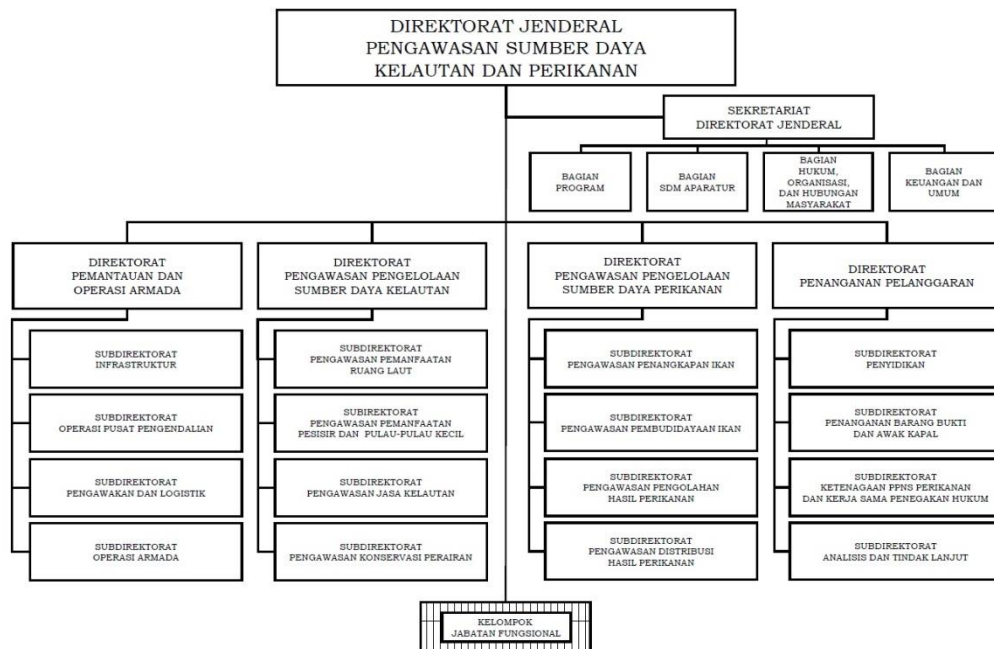 DIREKTORAT JENDERAL
PENGAWASAN SUMBER DAYA
KELAUTAN DAN PERIKANAN
SEKRETARIAT
DIREKTORAT JENDERAL
BAGIAN
PROGRAM
BAGIAN
SDM APARATUR
BAGIAN
HUKUM,
ORGANISASI,
DAN HUBUNGAN
MASYARAKAT
BAGIAN
KEUANGAN DAN
UMUM
DIREKTORAT
PEMANTAUAN DAN
OPERASI ARMADA
DIREKTORAT
PENGAWASAN PENGELOLAAN
SUMBER DAYA KELAUTAN
DIREKTORAT
PENGAWASAN PENGELOLAAN
SUMBER DAYA PERIKANAN
DIREKTORAT
PENANGANAN PELANGGARAN
SUBDIREKTORAT
INFRASTRUKTUR
SUBDIREKTORAT
OPERASI PUSAT PENGENDALIAN
SUBDIREKTORAT
PENGAWAKAN DAN LOGISTIK
SUBDIREKTORAT
OPERASI ARMADA
SUBDIREKTORAT
PENGAWASAN PEMANFAATAN
RUANG LAUT
SUBIREKTORAT
PENGAWASAN PEMANFAATAN
PESISIR DAN PULAU-PULAU KECIL
SUBDIREKTORAT
PENGAWASAN JASA KELAUTAN
SUBDIREKTORAT
PENGAWASAN KONSERVASI PERAIRAN
SUBDIREKTORAT
PENGAWASAN PENANGKAPAN IKAN
SUBDIREKTORAT
PENGAWASAN PEMBUDIDAYAAN IKAN
SUBDIREKTORAT
PENGAWASAN PENGOLAHAN
HASIL PERIKANAN
SUBDIREKTORAT
PENGAWASAN DISTRIBUSI
HASIL PERIKANAN
SUBDIREKTORAT
PENYIDIKAN
SUBDIREKTORAT
PENANGANAN BARANG BUKTI
DAN AWAK KAPAL
SUBDIREKTORAT
KETENAGAAN PPNS PERIKANAN
DAN KERJA SAMA PENEGAKAN HUKUM
SUBDIREKTORAT
ANALISIS DAN TINDAK LANJUT
KELOMPOK
JABATAN FUNGSIONAL